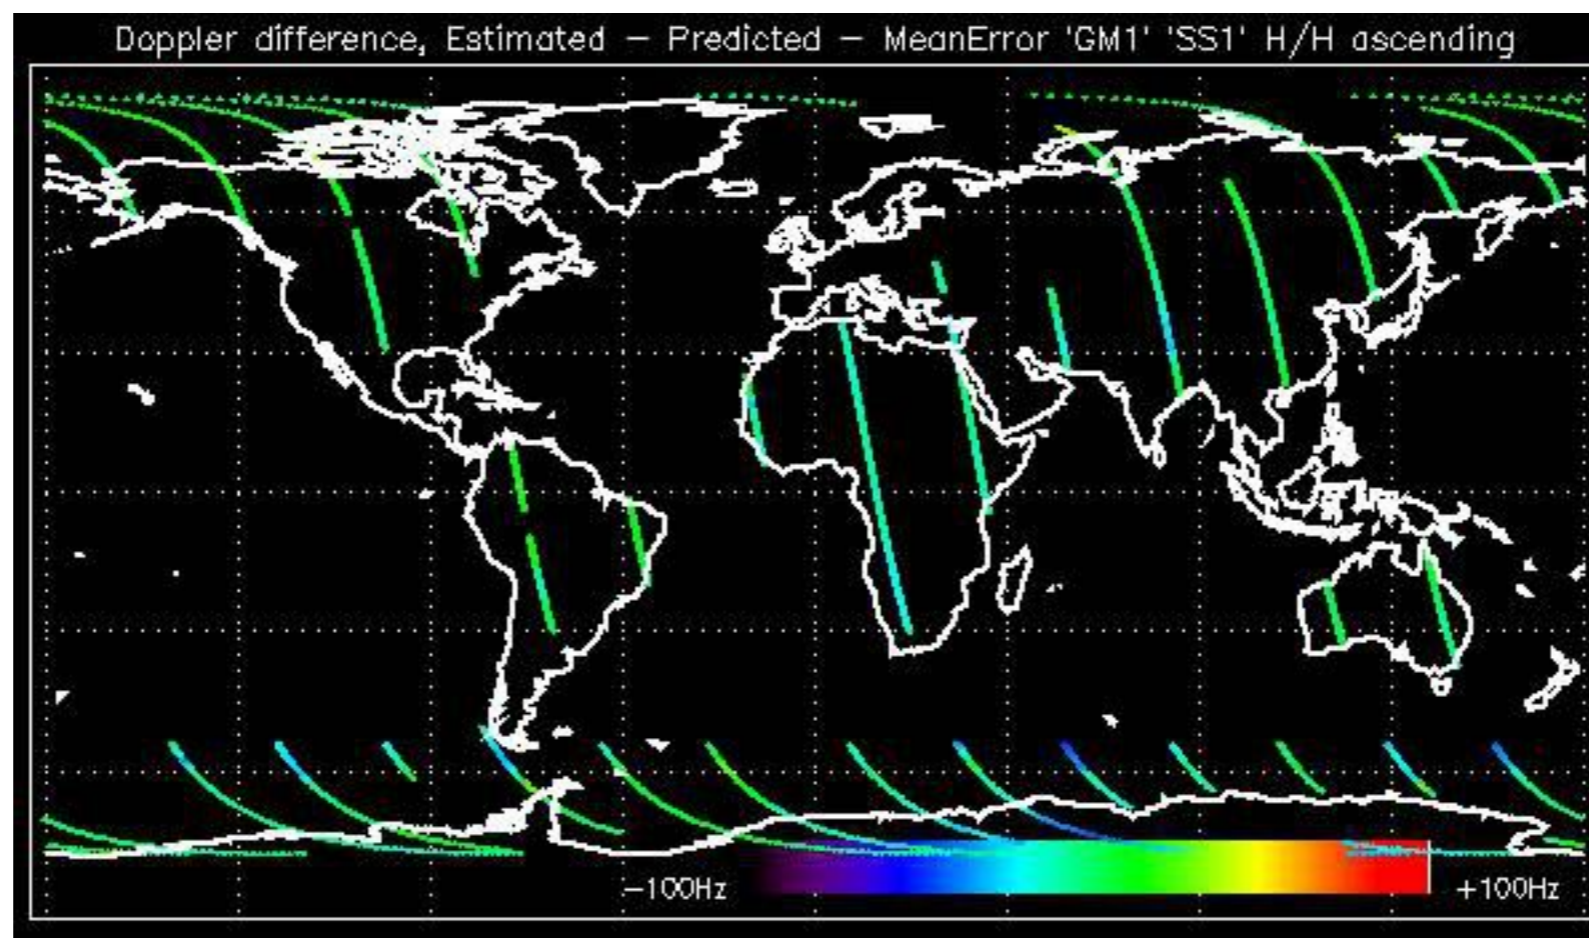 Doppler difference, Estimated – Predicted – MeanError 'GM1' 'SS1' H/H ascending
–100Hz
+100Hz